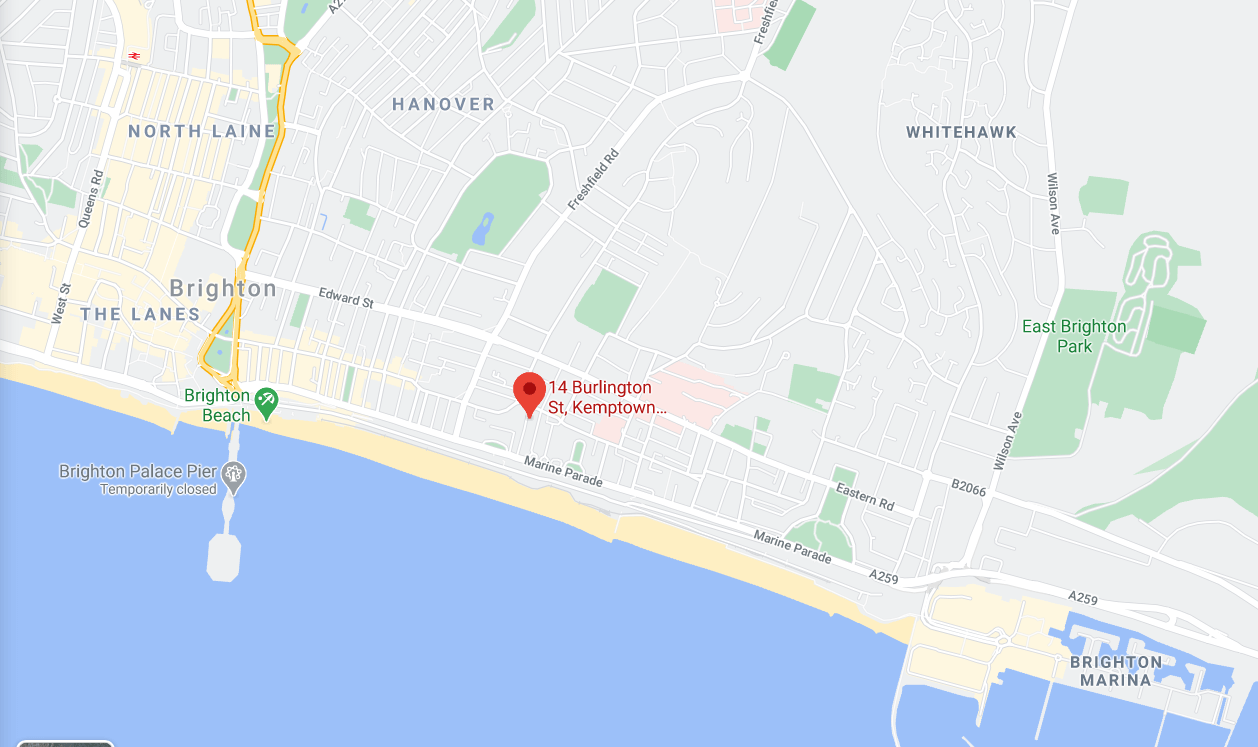 A2
Freshfie
HANOVER
NORTH LAINE
WHITEHAWK
Queens Rd
Freshfield Rd
Wilson Ave
Brighton
Edward St
West St
THE LANES
East Brighton
Park
14 Burlington
St, Kemptown...
Brighton
Beach
Wilson Ave
Marine Parade
Brighton Palace Pier
Temporarily closed
B2066
Eastern Rd
Marine Parade
A259
A259
BRIGHTON
MARINA